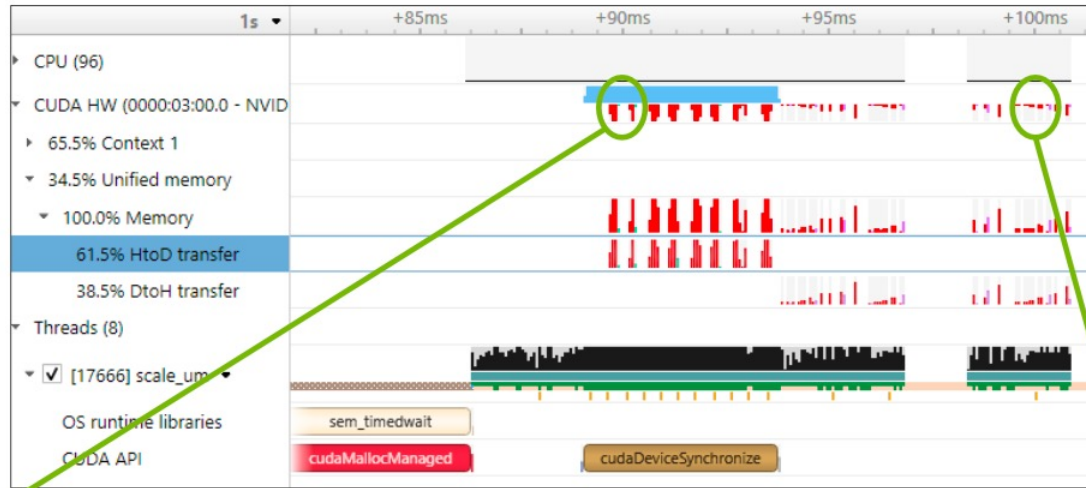 1s +85ms +90ms +95ms +100ms
CPU (96)
CUDA HW (0000:03:00.0 - NVID
65.5% Context 1
34.5% Unified memory
100.0% Memory
61.5% HtoD transfer
38.5% DtoH transfer
Threads (8)
[17666] scale_um
OS runtime libraries sem_timedwait
CUDA API cudaMallocManaged cudaDeviceSynchronize